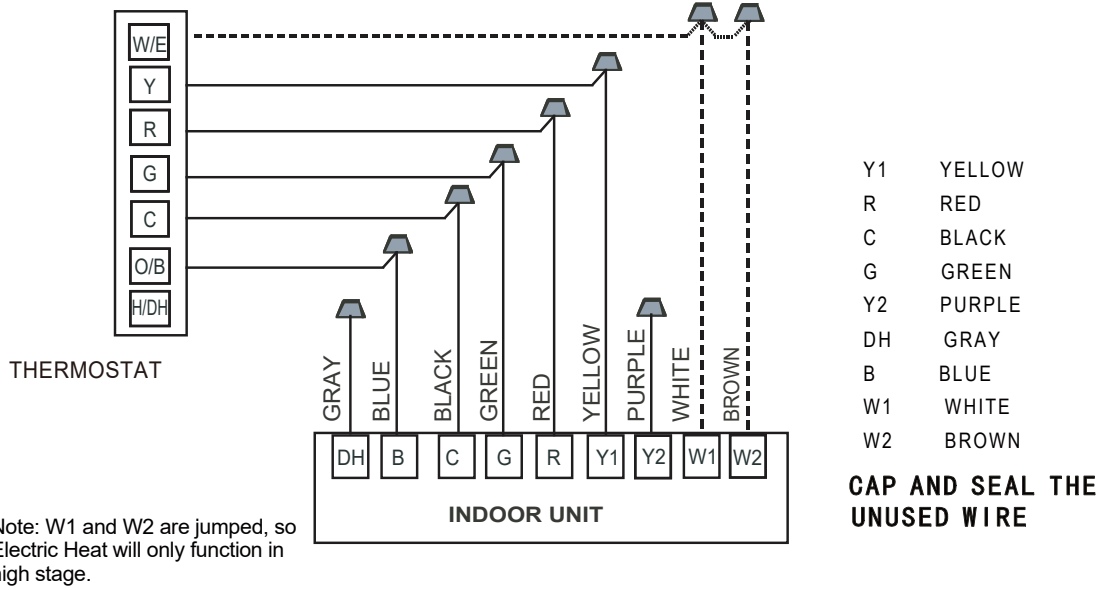 W/E
Y
R
G
C
O/B
H/DH
THERMOSTAT
GRAY
BLUE
BLACK
GREEN
RED
YELLOW
PURPLE
WHITE
BROWN
DH B C G R Y1 Y2 W1 W2
INDOOR UNIT
Y1 YELLOW
R RED
C BLACK
G GREEN
Y2 PURPLE
DH GRAY
B BLUE
W1 WHITE
W2 BROWN
CAP AND SEAL THE
UNUSED WIRE
Note: W1 and W2 are jumped, so
Electric Heat will only function in
high stage.